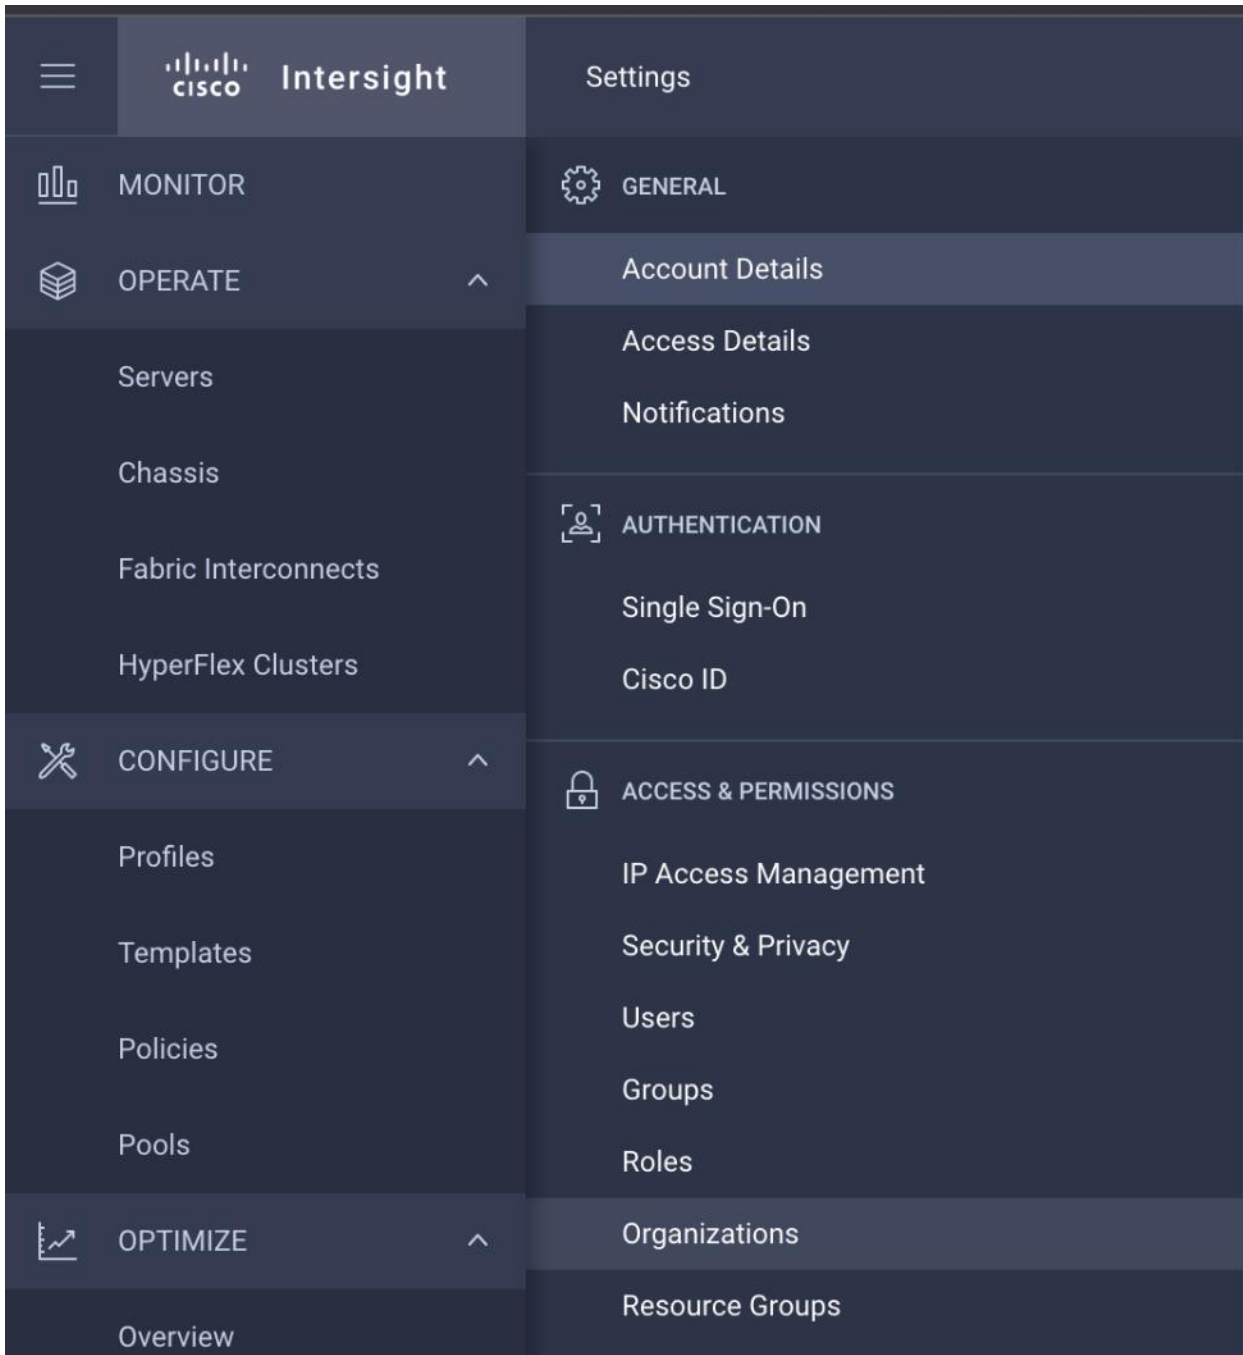 cisco Intersight
MONITOR
OPERATE
Servers
Chassis
Fabric Interconnects
HyperFlex Clusters
CONFIGURE
Profiles
Templates
Policies
Pools
OPTIMIZE
Overview
Settings
GENERAL
Account Details
Access Details
Notifications
AUTHENTICATION
Single Sign-On
Cisco ID
ACCESS & PERMISSIONS
IP Access Management
Security & Privacy
Users
Groups
Roles
Organizations
Resource Groups